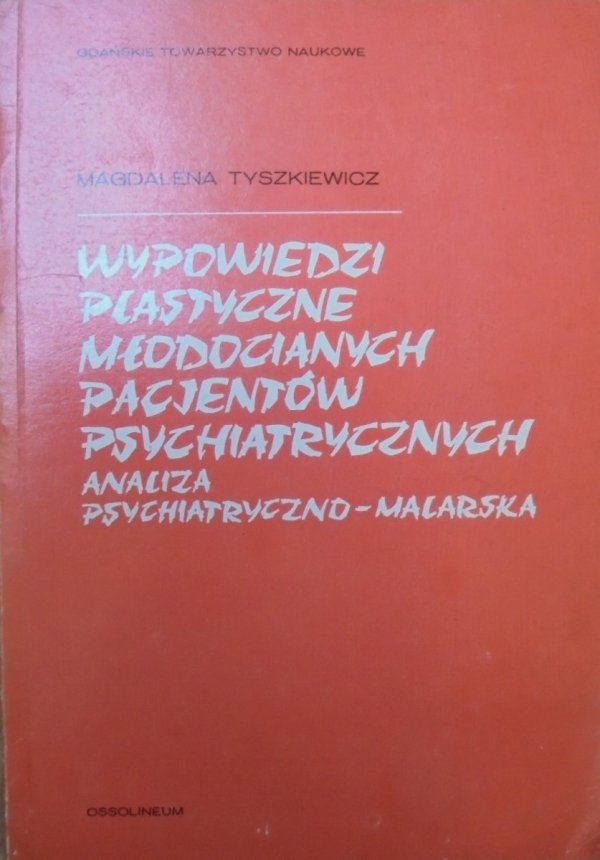 GDAŃSKIE TOWARZYSTWO NAUKOWE
MAGDALENA TYSZKIEWICZ
WYPOWIEDZI
PLASTYCZNE
MŁODOCIANYCH
PACJENTÓW
PSYCHIATRYCZNYCH
ANALIZA
PSYCHIATRYCZNO-MALARSKA
OSSOLINEUM